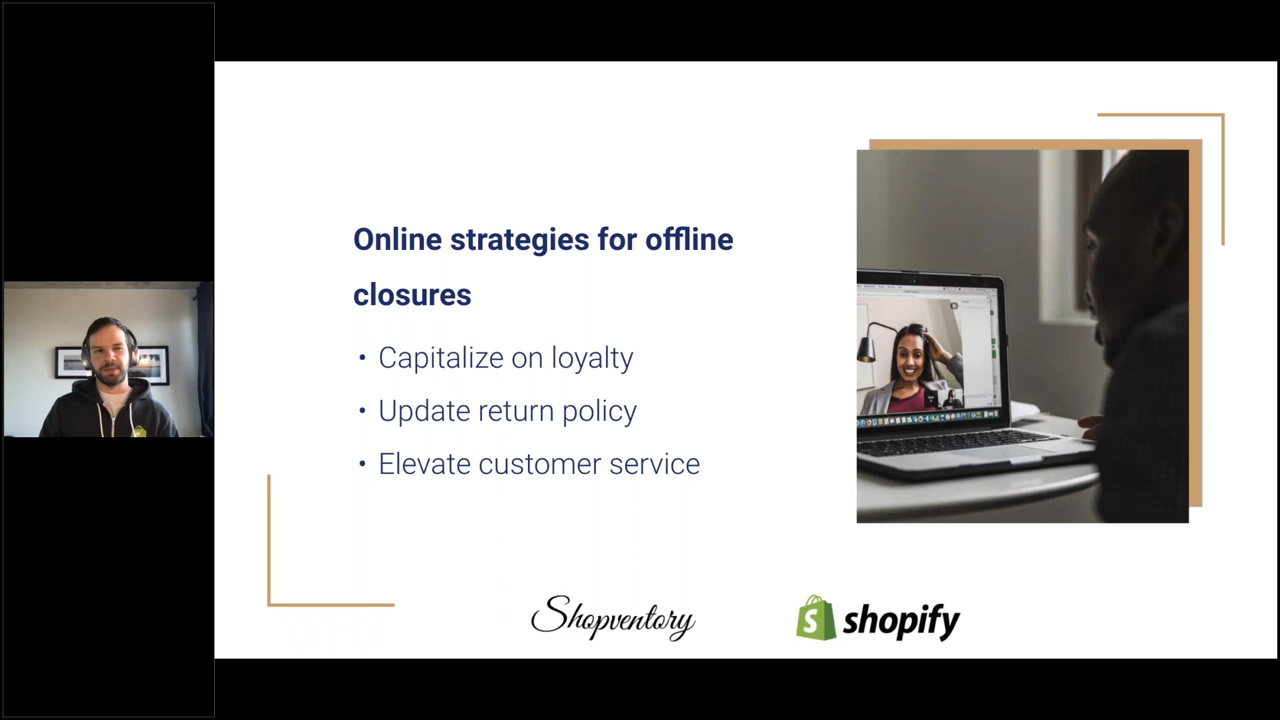 Online strategies for offline
closures
• Capitalize on loyalty
• Update return policy
• Elevate customer service
Shopventory
shopify